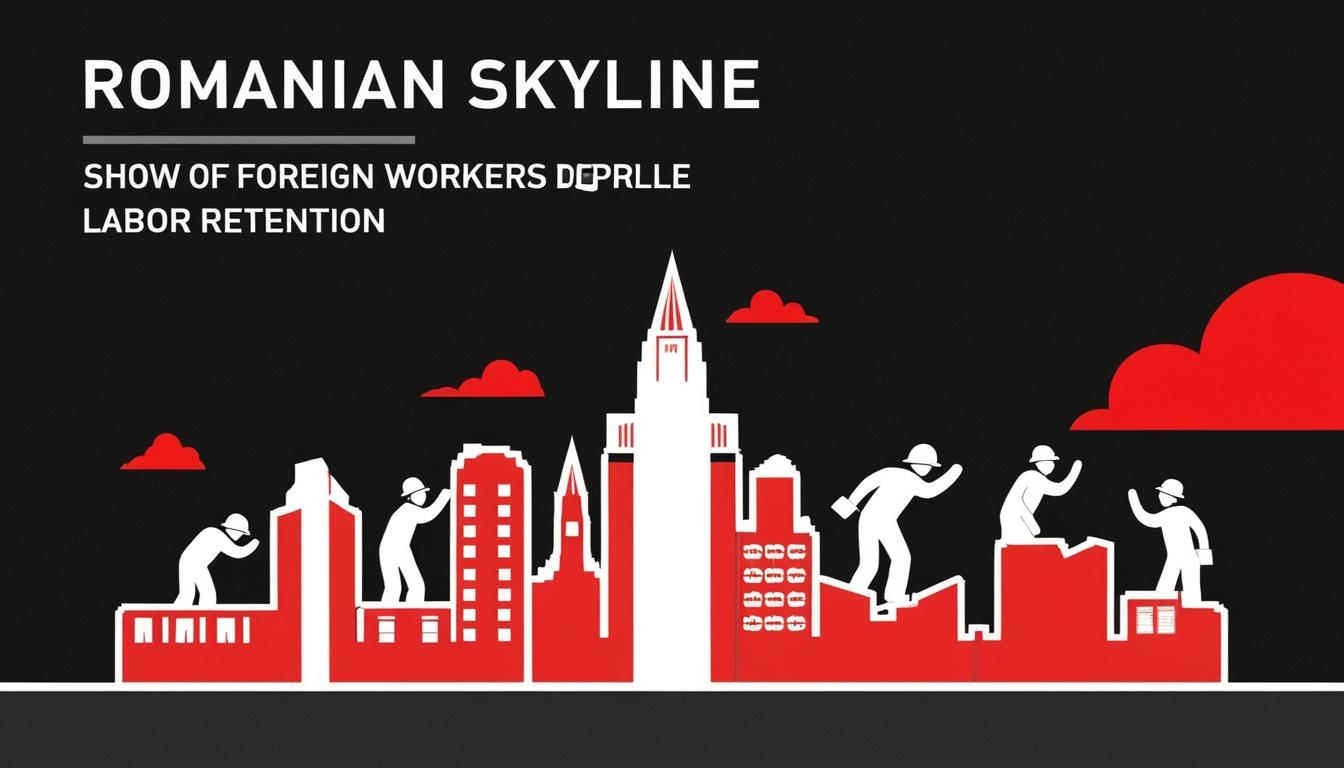 ROMANIAN SKYLINE
SHOW OF FOREIGN WORKERS
LABOR RETENTION